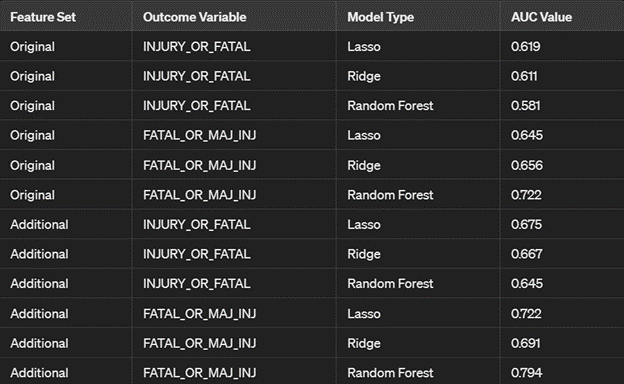 Feature Set Outcome Variable Model Type AUC Value
Original INJURY_OR_FATAL Lasso 0.619
Original INJURY_OR_FATAL Ridge 0.611
Original INJURY_OR_FATAL Random Forest 0.581
Original FATAL_OR_MAJ_INJ Lasso 0.645
Original FATAL_OR_MAJ_INJ Ridge 0.656
Original FATAL_OR_MAJ_INJ Random Forest 0.722
Additional INJURY_OR_FATAL Lasso 0.675
Additional INJURY_OR_FATAL Ridge 0.667
Additional INJURY_OR_FATAL Random Forest 0.645
Additional FATAL_OR_MAJ_INJ Lasso 0.722
Additional FATAL_OR_MAJ_INJ Ridge 0.691
Additional FATAL_OR_MAJ_INJ Random Forest 0.794